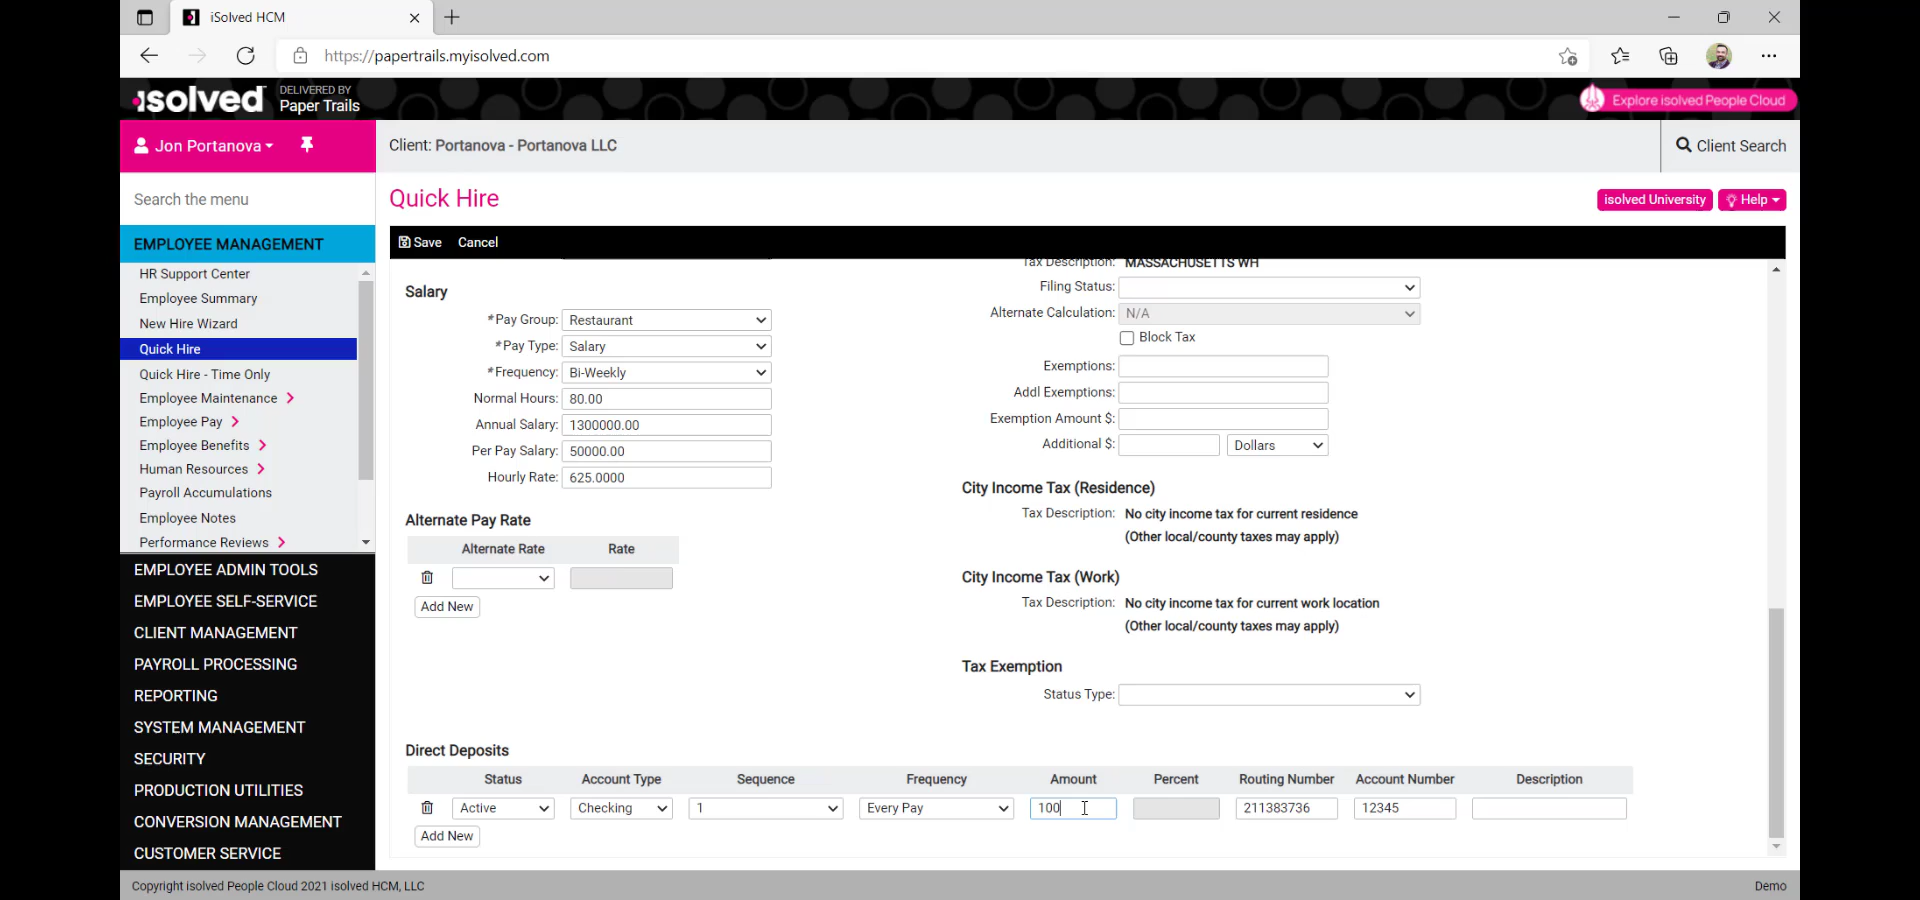 iSolved HCM
https://papertrails.myisolved.com
isolved DELIVERED BY Paper Trails
Explore isolved People Cloud
Jon Portanova
Client: Portanova - Portanova LLC
Client Search
Search the menu
Quick Hire
isolved University
Help
EMPLOYEE MANAGEMENT
HR Support Center
Employee Summary
New Hire Wizard
Quick Hire
Quick Hire - Time Only
Employee Maintenance
Employee Pay
Employee Benefits
Human Resources
Payroll Accumulations
Employee Notes
Performance Reviews
EMPLOYEE ADMIN TOOLS
EMPLOYEE SELF-SERVICE
CLIENT MANAGEMENT
PAYROLL PROCESSING
REPORTING
SYSTEM MANAGEMENT
SECURITY
PRODUCTION UTILITIES
CONVERSION MANAGEMENT
CUSTOMER SERVICE
Save Cancel
Salary
*Pay Group: Restaurant
*Pay Type: Salary
*Frequency: Bi-Weekly
Normal Hours: 80.00
Annual Salary: 1300000.00
Per Pay Salary: 50000.00
Hourly Rate: 625.0000
Alternate Pay Rate
Alternate Rate Rate
Add New
Tax Description: MASSACHUSETTS WH
Filing Status:
Alternate Calculation: N/A
Block Tax
Exemptions:
Addl Exemptions:
Exemption Amount $:
Additional $: Dollars
City Income Tax (Residence)
Tax Description: No city income tax for current residence
(Other local/county taxes may apply)
City Income Tax (Work)
Tax Description: No city income tax for current work location
(Other local/county taxes may apply)
Tax Exemption
Status Type:
Direct Deposits
Status Account Type Sequence Frequency Amount Percent Routing Number Account Number Description
Active Checking 1 Every Pay 100 211383736 12345
Add New
Copyright isolved People Cloud 2021 isolved HCM, LLC
Demo